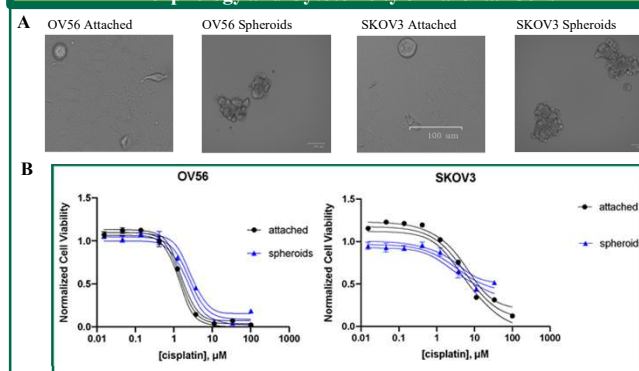 A
OV56 Attached
OV56 Spheroids
SKOV3 Attached
SKOV3 Spheroids
100 um
B
OV56
SKOV3
Normalized Cell Viability
1.5
1.0
0.5
0.0
0.01
0.1
1
10
100
1000
[cisplatin], µM
attached
spheroids
Normalized Cell Viability
1.5
1.0
0.5
0.0
0.01
0.1
1
10
100
1000
[cisplatin], µM
attached
spheroid